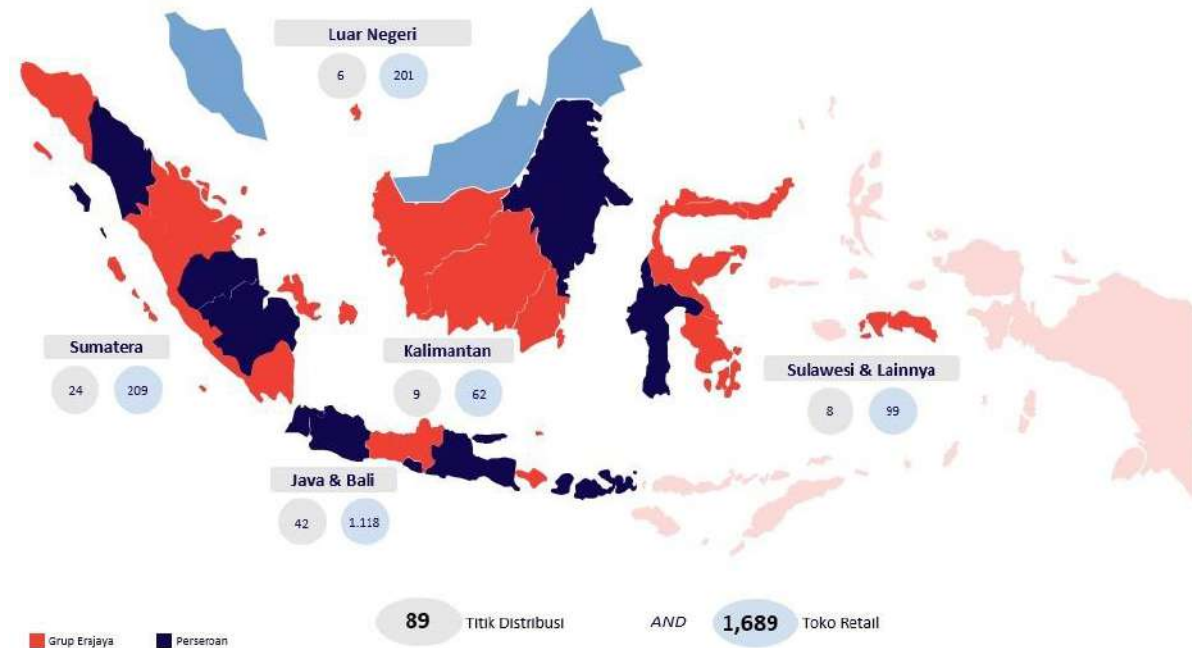 Luar Negeri
6 201
Sumatera
24 209
Kalimantan
9 62
Sulawesi & Lainnya
8 99
Java & Bali
42 1.118
89 Titik Distribusi AND 1,689 Toko Retail
Grup Erajaya Perseroan